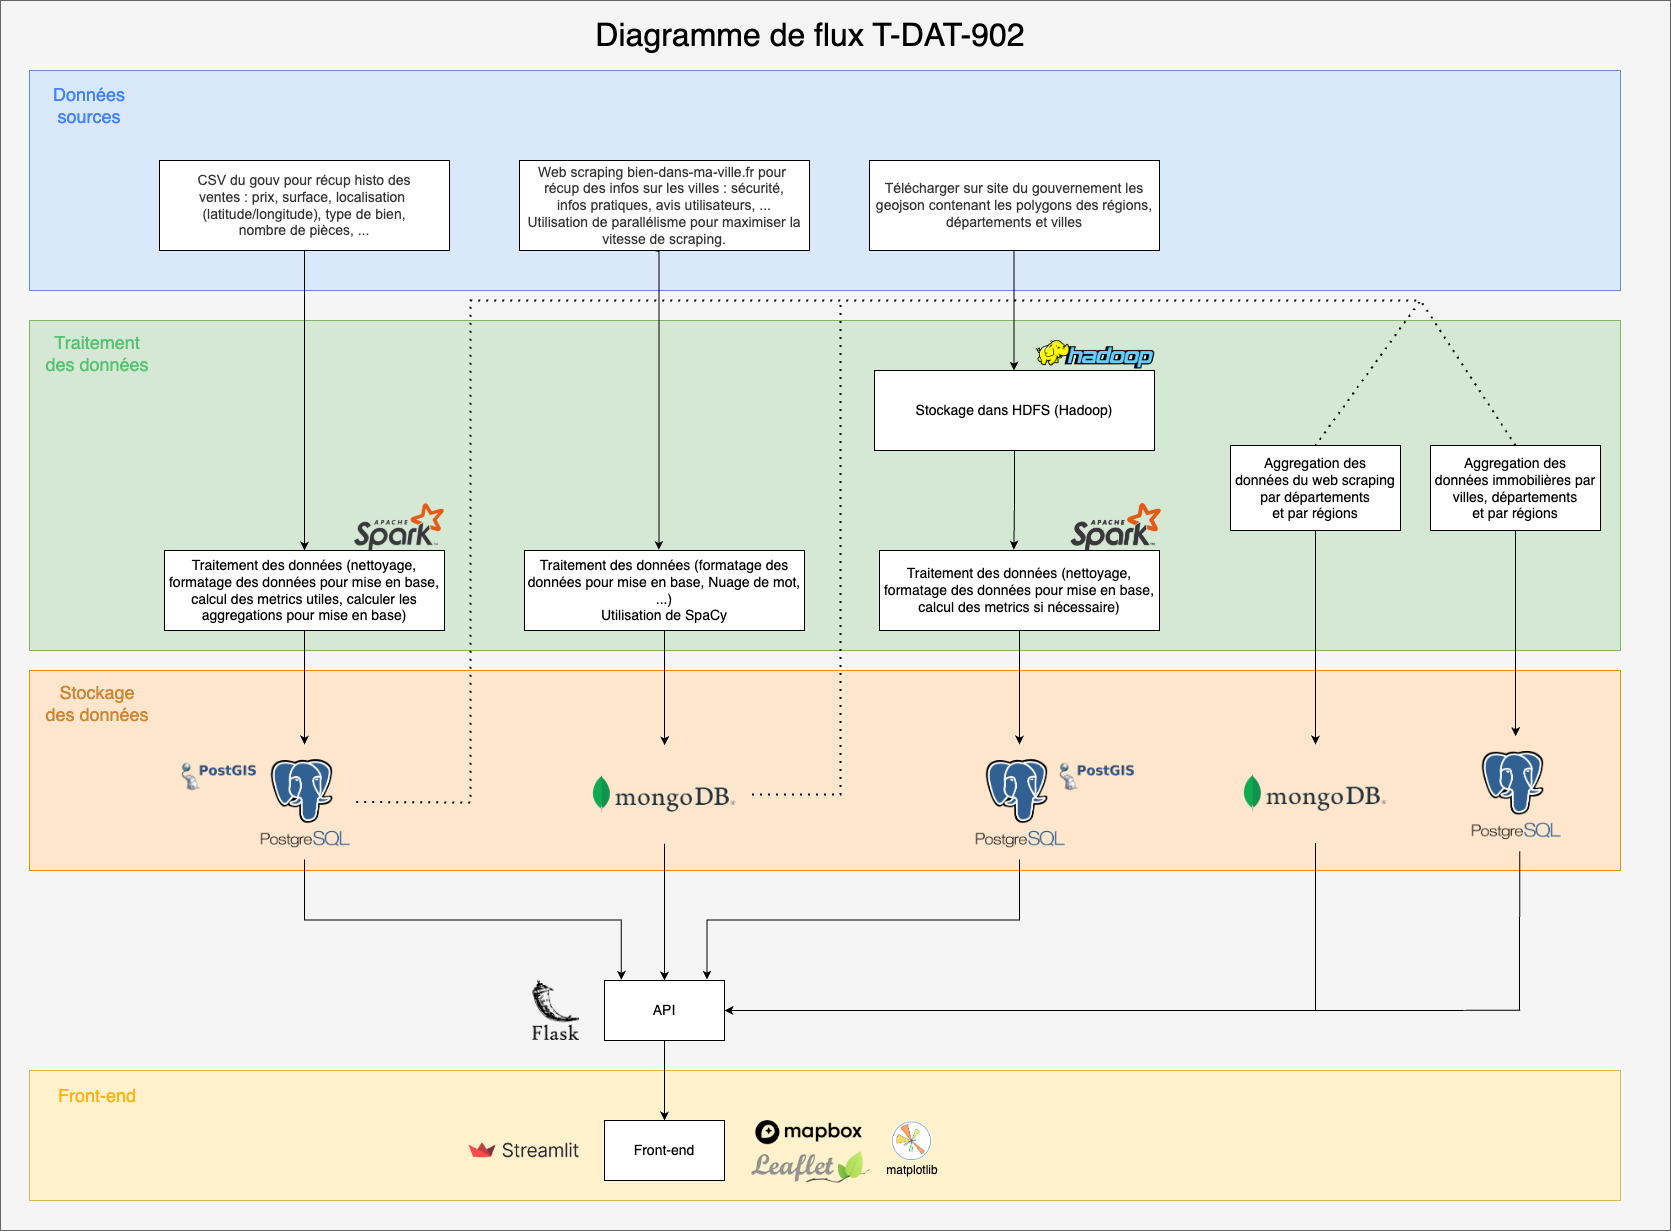 Diagramme de flux T-DAT-902
Données
sources
CSV du gouv pour récup histo des
ventes : prix, surface, localisation
(latitude/longitude), type de bien,
nombre de pièces, ...
Web scraping bien-dans-ma-ville.fr pour
récup des infos sur les villes : sécurité,
infos pratiques, avis utilisateurs, ...
Utilisation de parallélisme pour maximiser la
vitesse de scraping.
Télécharger sur site du gouvernement les
geojson contenant les polygons des régions,
départements et villes
Traitement
des données
hadoop
Stockage dans HDFS (Hadoop)
Aggregation des
données du web scraping
par départements
et par régions
Aggregation des
données immobilières par
villes, départements
et par régions
APACHE
Spark
APACHE
Spark
Traitement des données (nettoyage,
formatage des données pour mise en base,
calcul des metrics utiles, calculer les
aggregations pour mise en base)
Traitement des données (formatage des
données pour mise en base, Nuage de mot,
...)
Utilisation de SpaCy
Traitement des données (nettoyage,
formatage des données pour mise en base,
calcul des metrics si nécessaire)
Stockage
des données
PostGIS
PostgreSQL
mongoDB
PostGIS
PostgreSQL
mongoDB
PostgreSQL
Flask
API
Front-end
Streamlit
Front-end
mapbox
Leaflet
matplotlib